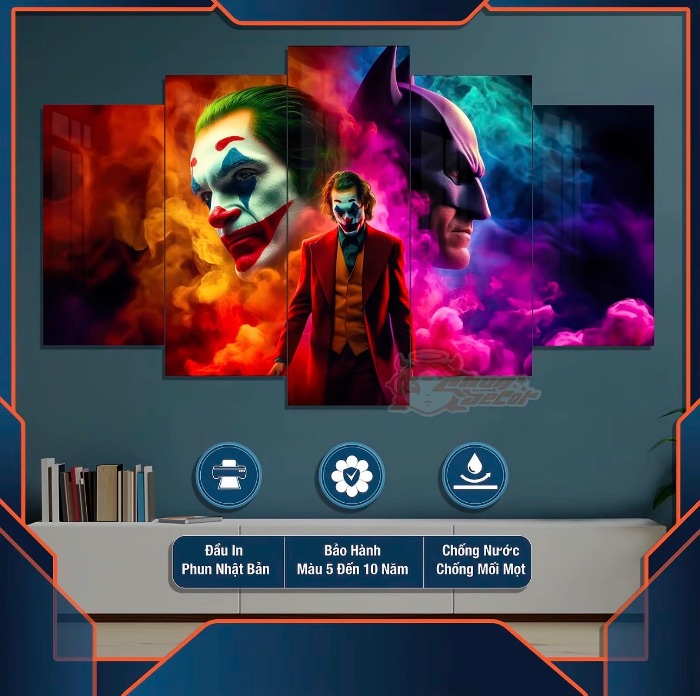 Đầu In
Phun Nhật Bản
Bảo Hành
Màu 5 Đến 10 Năm
Chống Nước
Chống Mối Mọt